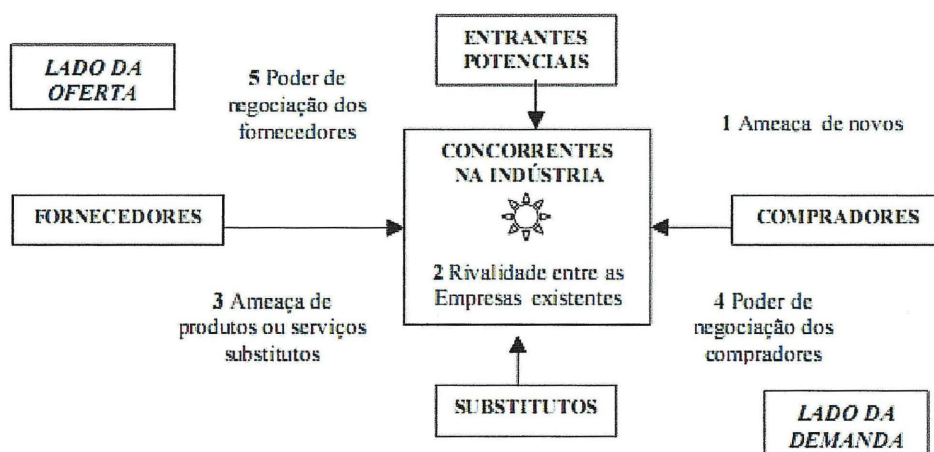 ENTRANTES
POTENCIAIS
LADO DA
OFERTA
5 Poder de
negociação dos
fornecedores
1 Ameaça de novos
CONCORRENTES
NA INDÚSTRIA
FORNECEDORES
COMPRADORES
2 Rivalidade entre as
Empresas existentes
3 Ameaça de
produtos ou serviços
substitutos
4 Poder de
negociação dos
compradores
SUBSTITUTOS
LADO DA
DEMANDA